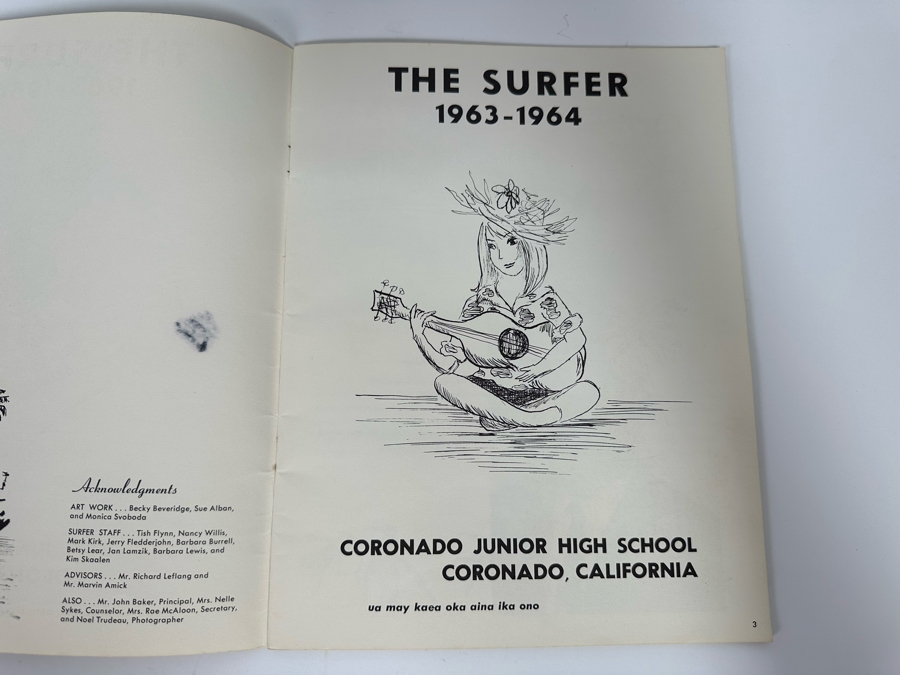 Acknowledgments
ART WORK . . . Becky Beveridge, Sue Alban,
and Monica Svoboda
SURFER STAFF . . . Tish Flynn, Nancy Willis,
Mark Kirk, Jerry Fledderjohn, Barbara Burrell,
Betsy Lear, Jan Lamzik, Barbara Lewis, and
Kim Skaalen
ADVISORS . . . Mr. Richard Leflang and
Mr. Marvin Amick
ALSO . . . Mr. John Baker, Principal, Mrs. Nelle
Sykes, Counselor, Mrs. Rae McAloon, Secretary,
and Noel Trudeau, Photographer
THE SURFER
1963-1964
CORONADO JUNIOR HIGH SCHOOL
CORONADO, CALIFORNIA
ua may kaea oka aina ika ono
3